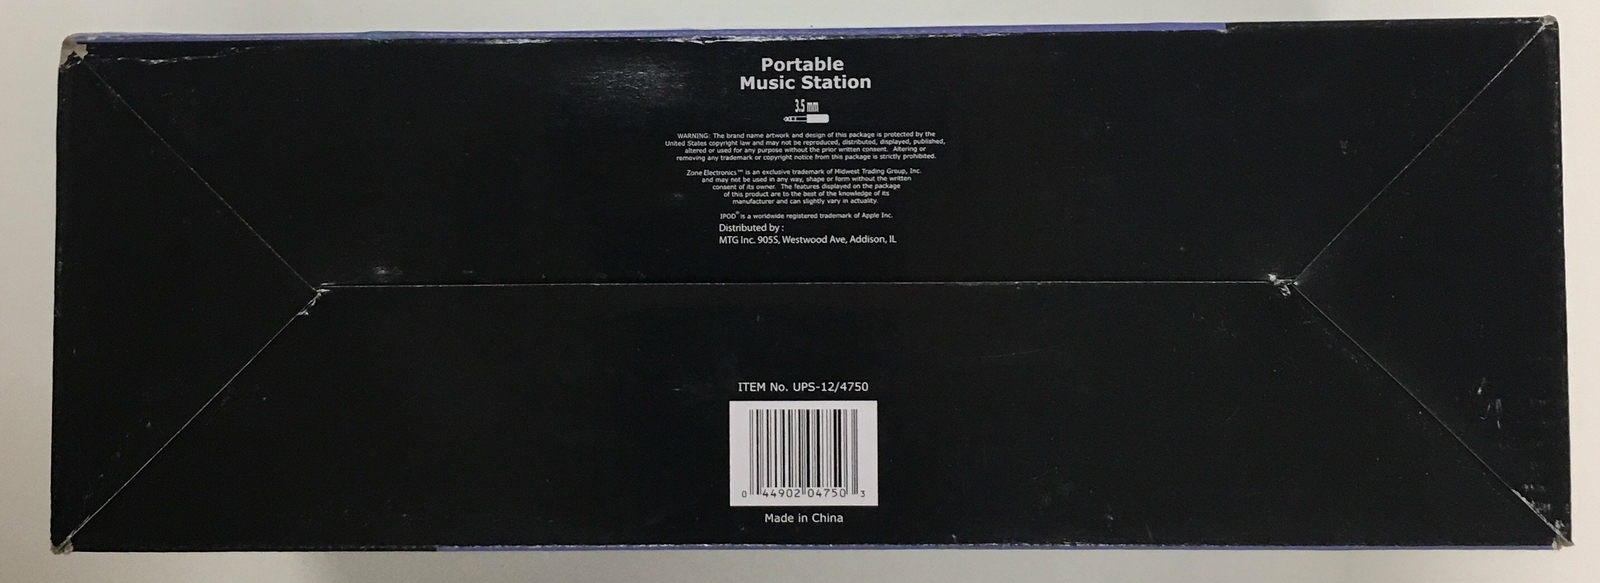 Portable
Music Station
3.5 mm
WARNING: The brand name artwork and design of this package is protected by the
United States copyright law and may not be reproduced, distributed, displayed, published,
altered or used for any purpose without the prior written consent. Altering or
removing any trademark or copyright notice from this package is strictly prohibited.
Zone Electronics™ is an exclusive trademark of Midwest Trading Group, Inc.
and may not be used in any way, shape or form without the written
consent of its owner. The features displayed on the package
of this product are to the best of the knowledge of its
manufacturer and can slightly vary in actuality.
IPOD® is a worldwide registered trademark of Apple Inc.
Distributed by :
MTG Inc. 905S, Westwood Ave, Addison, IL
ITEM No. UPS-12/4750
0 44902 04750 3
Made in China